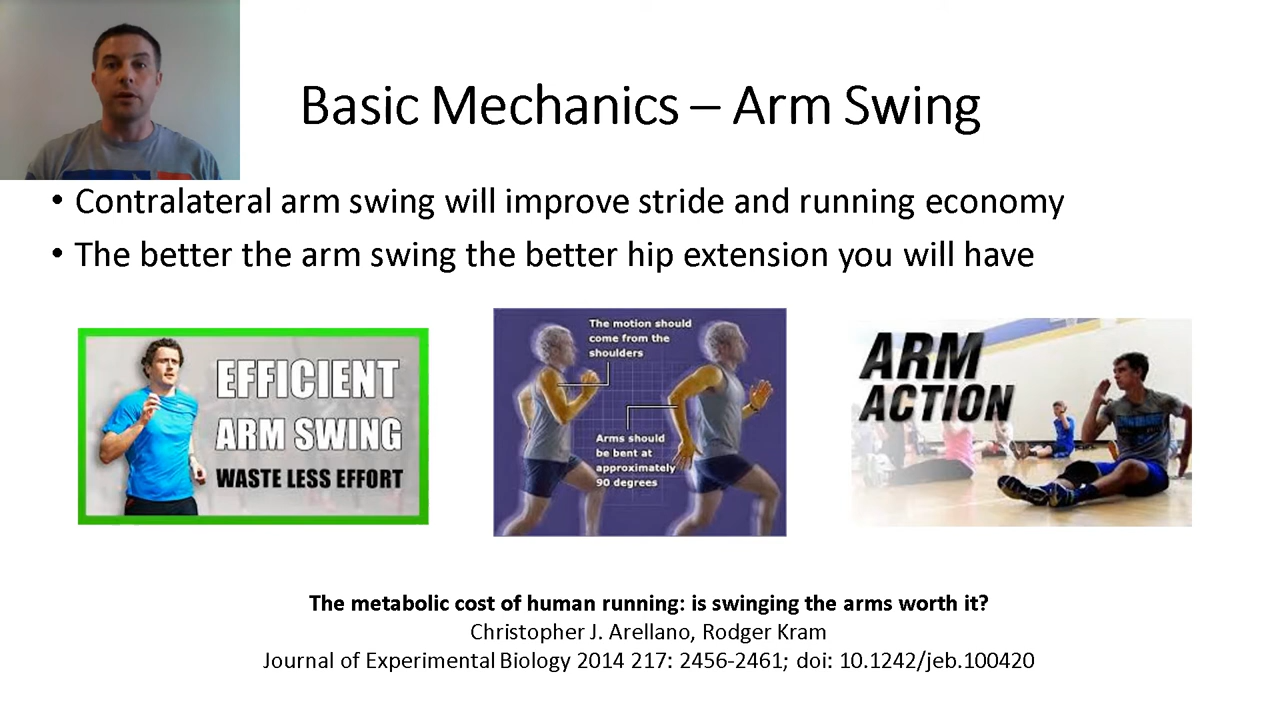 Basic Mechanics – Arm Swing
• Contralateral arm swing will improve stride and running economy
• The better the arm swing the better hip extension you will have
EFFICIENT
ARM SWING
WASTE LESS EFFORT
The motion should
come from the
shoulders
Arms should
be bent at
approximately
90 degrees
ARM
ACTION
The metabolic cost of human running: is swinging the arms worth it?
Christopher J. Arellano, Rodger Kram
Journal of Experimental Biology 2014 217: 2456-2461; doi: 10.1242/jeb.100420